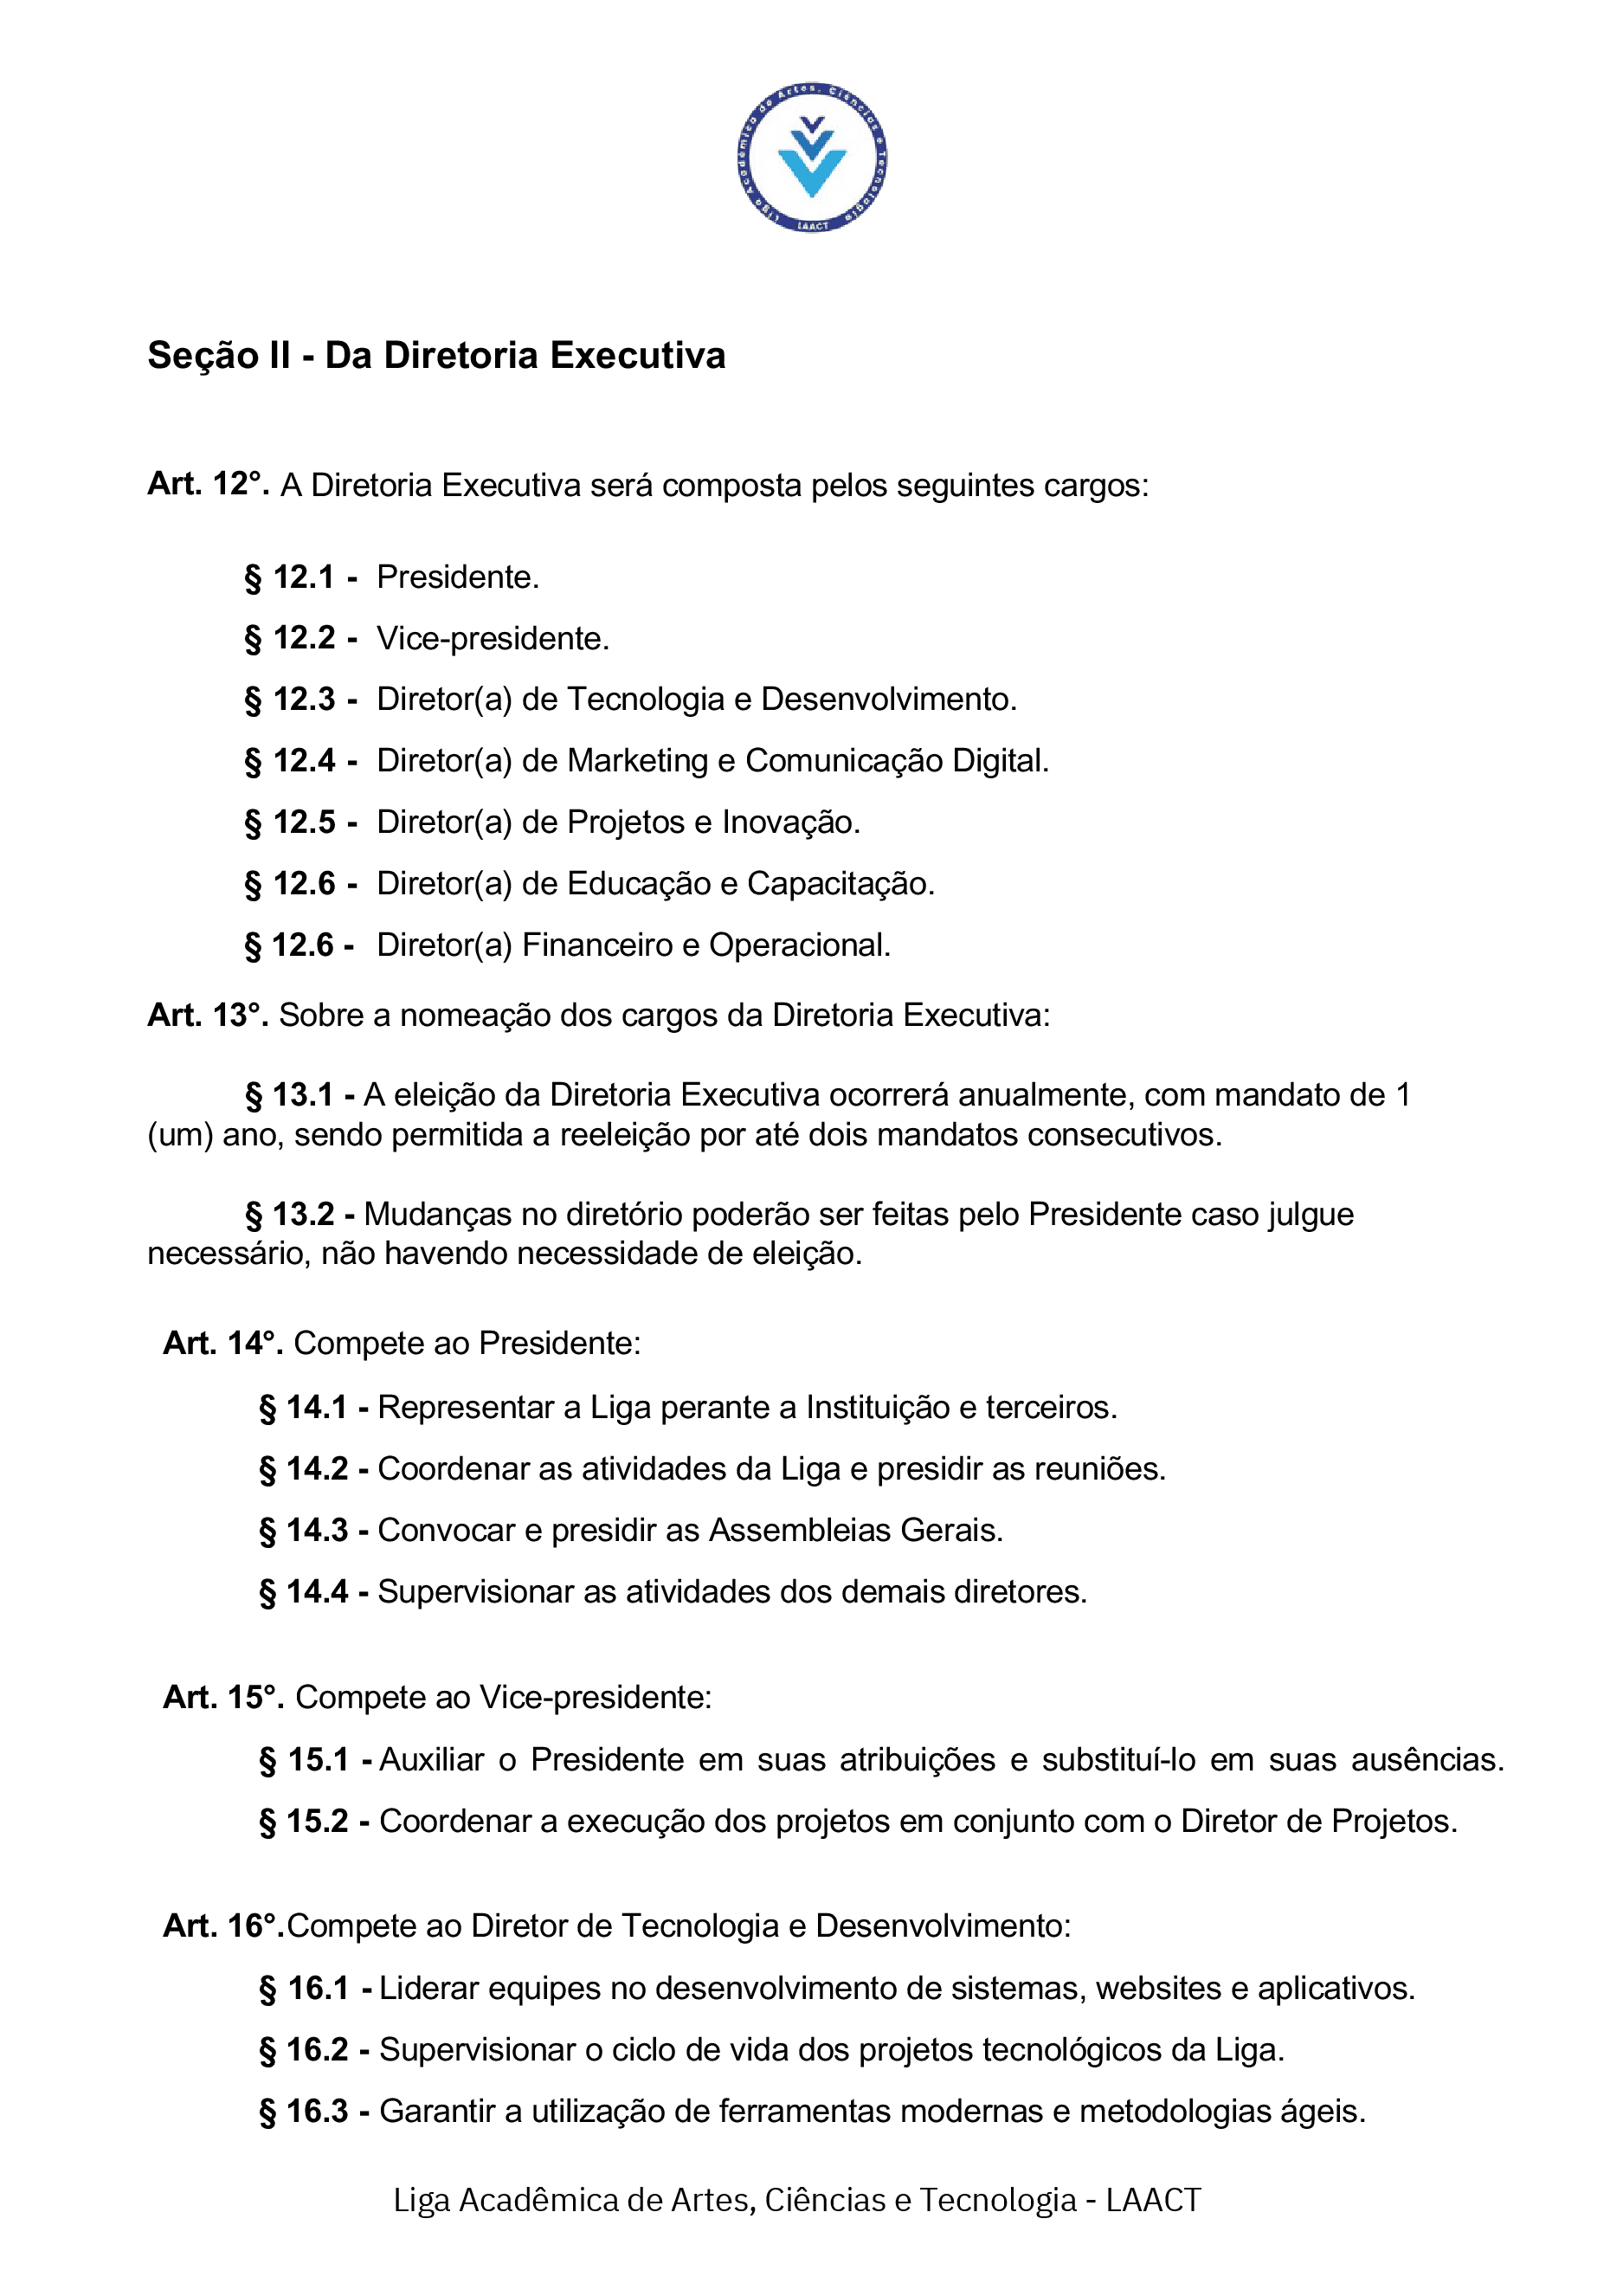 Liga Acadêmica de Artes, Ciências e Tecnologia
LAACT
Seção II - Da Diretoria Executiva
Art. 12°. A Diretoria Executiva será composta pelos seguintes cargos:
§ 12.1 - Presidente.
§ 12.2 - Vice-presidente.
§ 12.3 - Diretor(a) de Tecnologia e Desenvolvimento.
§ 12.4 - Diretor(a) de Marketing e Comunicação Digital.
§ 12.5 - Diretor(a) de Projetos e Inovação.
§ 12.6 - Diretor(a) de Educação e Capacitação.
§ 12.6 - Diretor(a) Financeiro e Operacional.
Art. 13°. Sobre a nomeação dos cargos da Diretoria Executiva:
§ 13.1 - A eleição da Diretoria Executiva ocorrerá anualmente, com mandato de 1
(um) ano, sendo permitida a reeleição por até dois mandatos consecutivos.
§ 13.2 - Mudanças no diretório poderão ser feitas pelo Presidente caso julgue
necessário, não havendo necessidade de eleição.
Art. 14°. Compete ao Presidente:
§ 14.1 - Representar a Liga perante a Instituição e terceiros.
§ 14.2 - Coordenar as atividades da Liga e presidir as reuniões.
§ 14.3 - Convocar e presidir as Assembleias Gerais.
§ 14.4 - Supervisionar as atividades dos demais diretores.
Art. 15°. Compete ao Vice-presidente:
§ 15.1 - Auxiliar o Presidente em suas atribuições e substituí-lo em suas ausências.
§ 15.2 - Coordenar a execução dos projetos em conjunto com o Diretor de Projetos.
Art. 16°.Compete ao Diretor de Tecnologia e Desenvolvimento:
§ 16.1 - Liderar equipes no desenvolvimento de sistemas, websites e aplicativos.
§ 16.2 - Supervisionar o ciclo de vida dos projetos tecnológicos da Liga.
§ 16.3 - Garantir a utilização de ferramentas modernas e metodologias ágeis.
Liga Acadêmica de Artes, Ciências e Tecnologia - LAACT